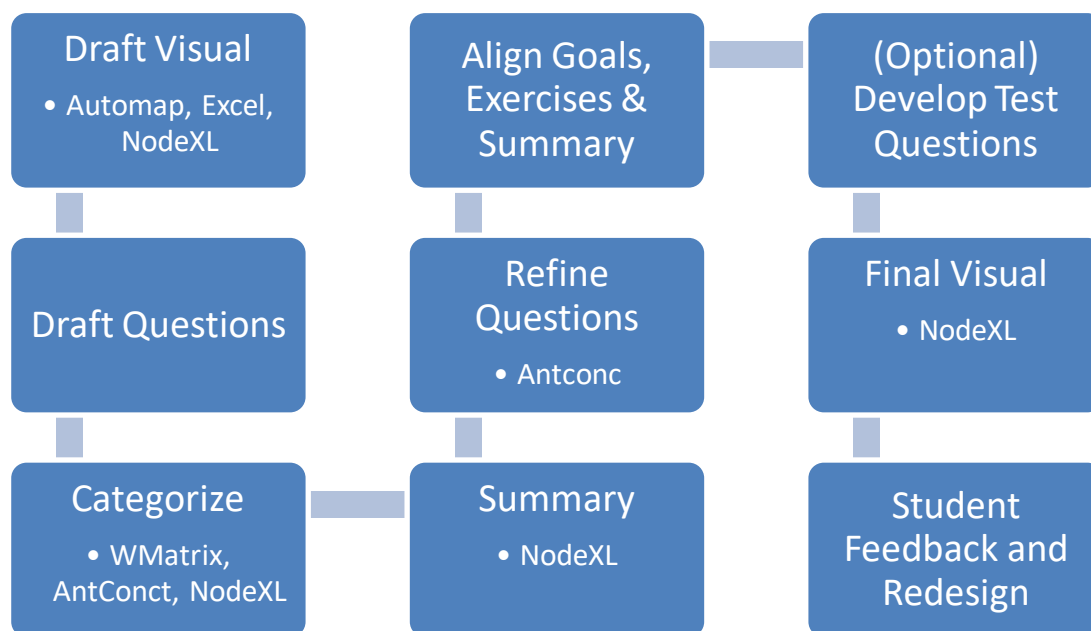 Draft Visual
• Automap, Excel,
NodeXL
Draft Questions
Categorize
• WMatrix,
AntConct, NodeXL
Summary
• NodeXL
Refine
Questions
• Antconc
Align Goals,
Exercises &
Summary
(Optional)
Develop Test
Questions
Final Visual
• NodeXL
Student
Feedback and
Redesign